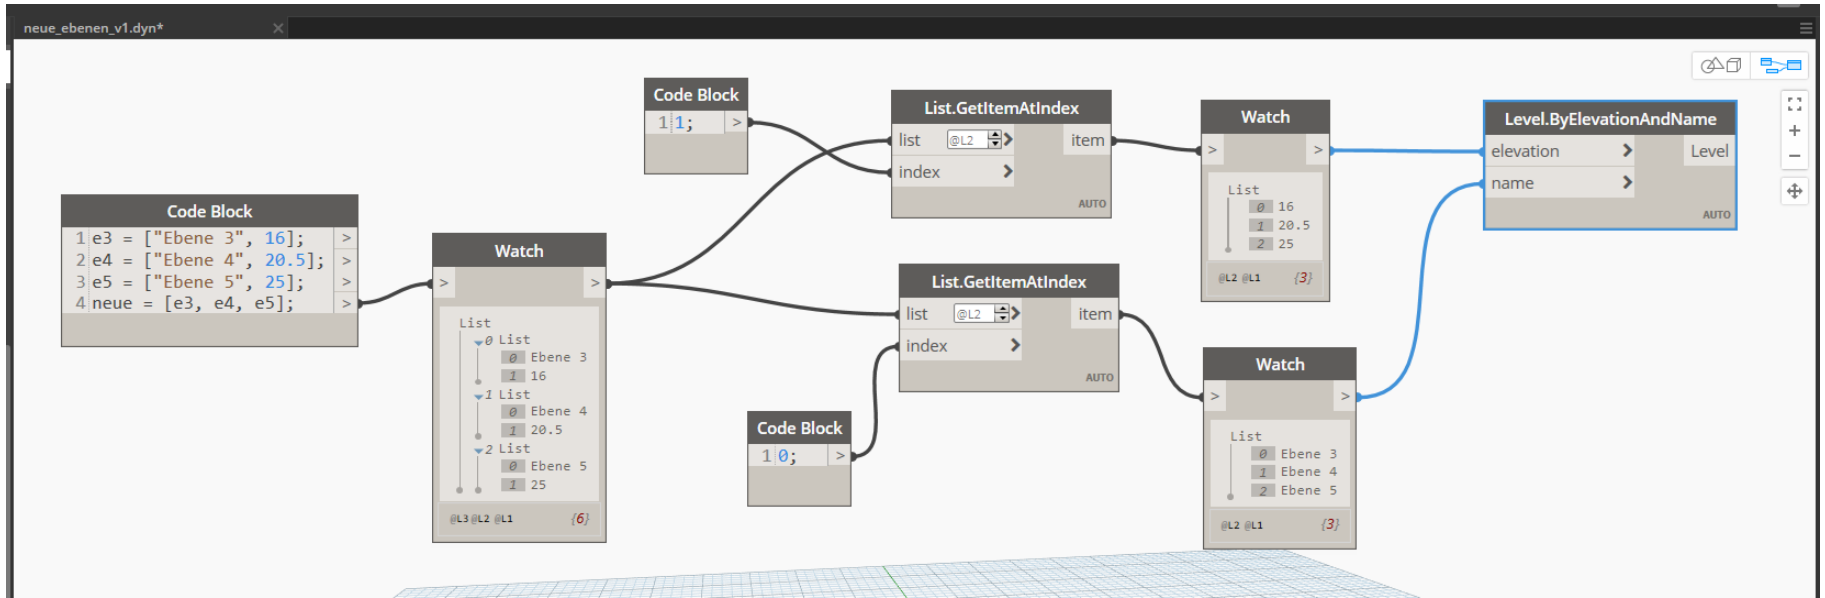 neue_ebenen_v1.dyn*
Code Block
1 e3 = ["Ebene 3", 16]; >
2 e4 = ["Ebene 4", 20.5]; >
3 e5 = ["Ebene 5", 25]; >
4 neue = [e3, e4, e5]; >
Watch
> >
List
0 List
0 Ebene 3
1 16
1 List
0 Ebene 4
1 20.5
2 List
0 Ebene 5
1 25
@L3 @L2 @L1 {6}
Code Block
1 1; >
List.GetItemAtIndex
list @L2 > item
index >
AUTO
Code Block
1 0; >
List.GetItemAtIndex
list @L2 > item
index >
AUTO
Watch
> >
List
0 16
1 20.5
2 25
@L2 @L1 {3}
Watch
> >
List
0 Ebene 3
1 Ebene 4
2 Ebene 5
@L2 @L1 {3}
Level.ByElevationAndName
elevation > Level
name >
AUTO